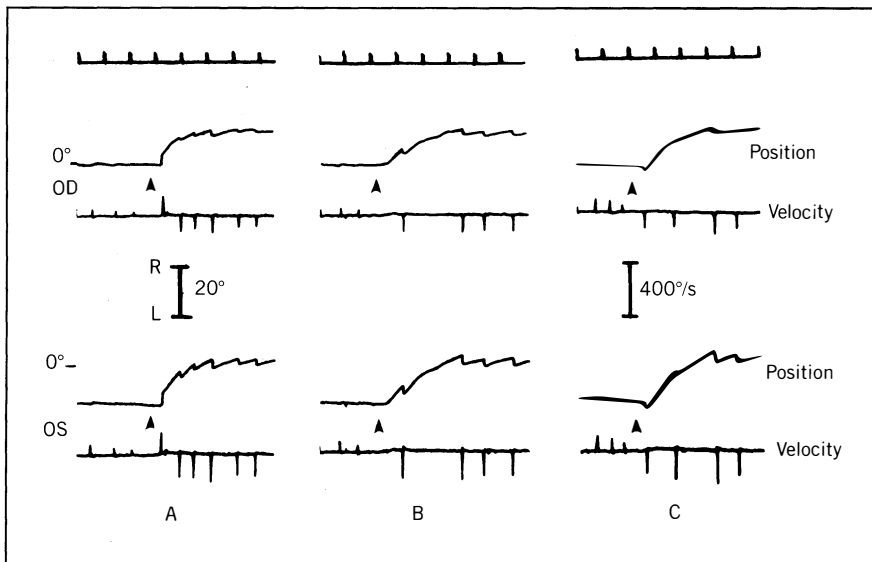 0°
Position
OD
Velocity
R
L
20°
400°/s
0°
Position
OS
Velocity
A
B
C